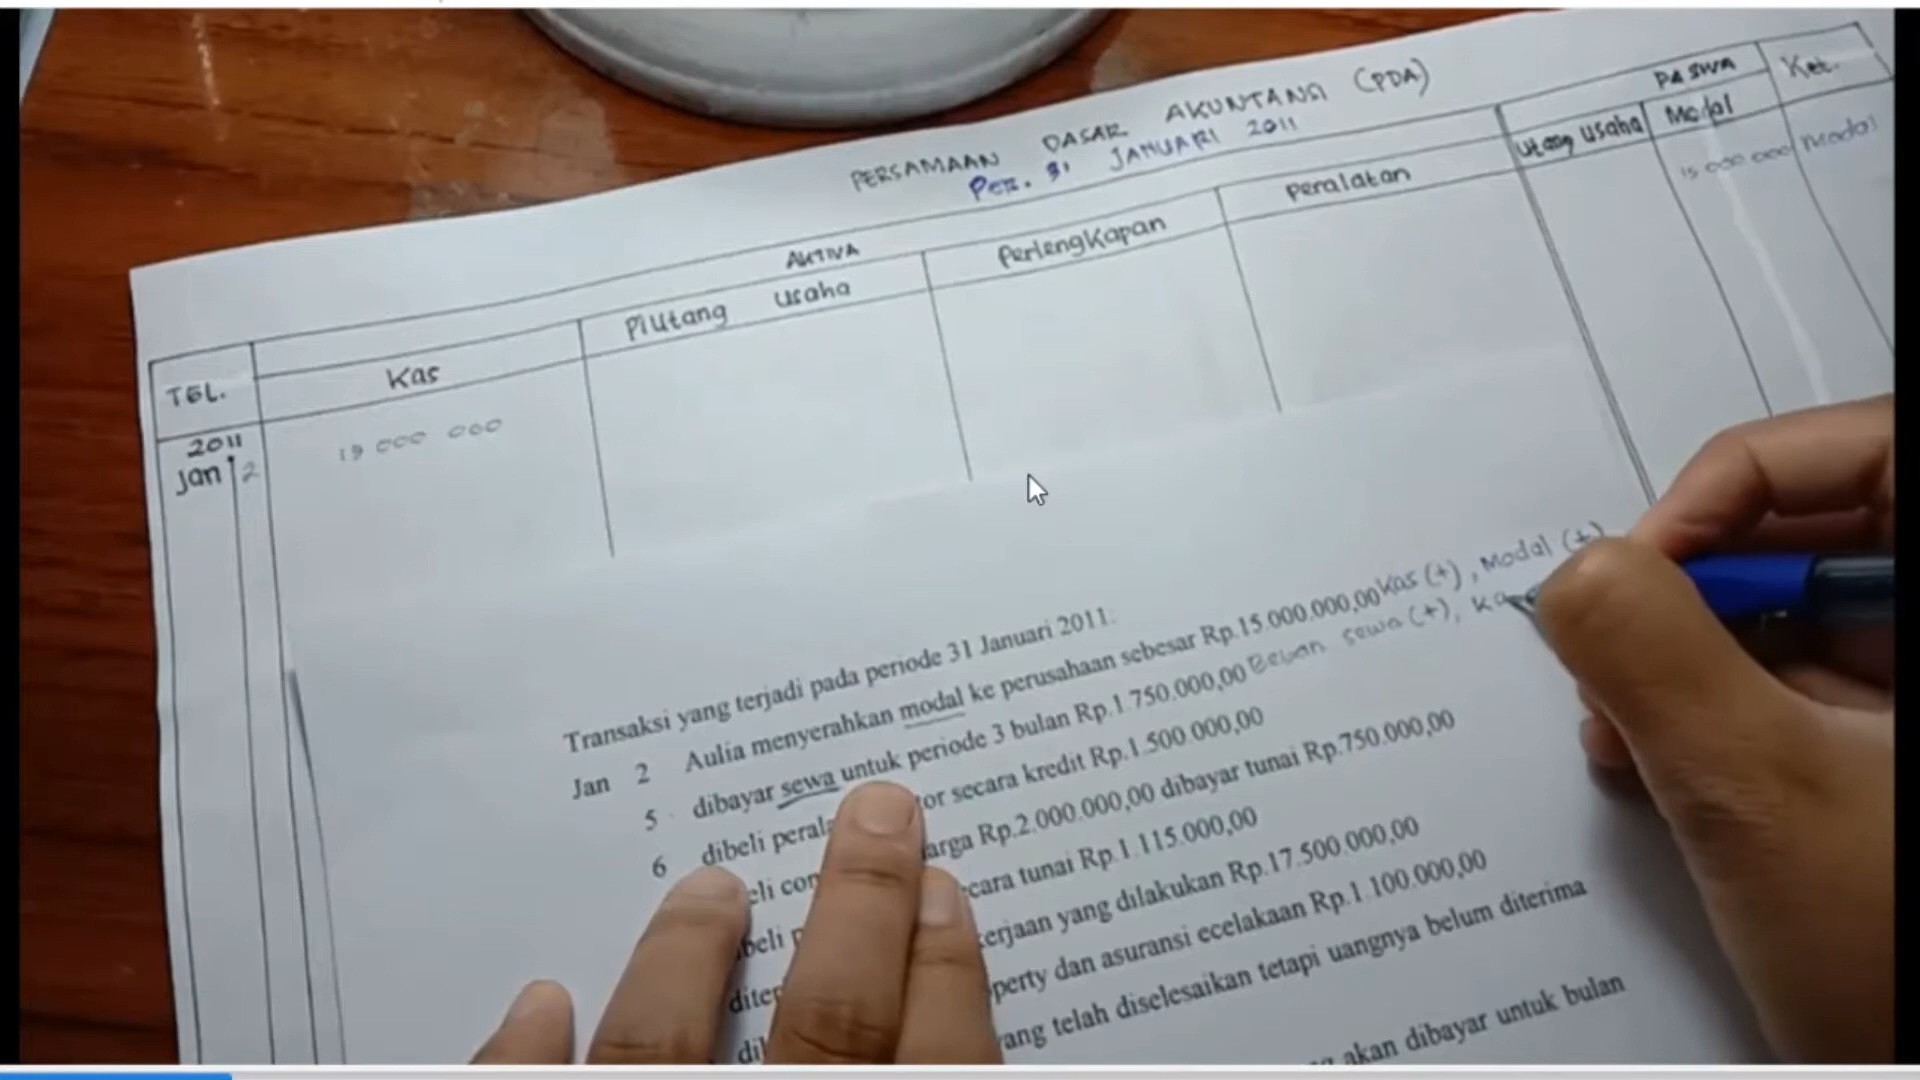 PERSAMAAN DASAR AKUNTANSI (PDA)
PER. 31 JANUARI 2011
TGL. AKTIVA PASIVA Ket.
Kas Piutang Usaha Perlengkapan Peralatan Utang Usaha Modal
2011
Jan 2 15 000 000 15 000 000 Modal
Transaksi yang terjadi pada periode 31 Januari 2011:
Jan 2 Aulia menyerahkan modal ke perusahaan sebesar Rp.15.000.000,00 Kas (+), Modal (+)
5 dibayar sewa untuk periode 3 bulan Rp.1.750.000,00 Beban sewa (+),
6 dibeli secara kredit Rp.1.500.000,00
Rp.2.000.000,00 dibayar tunai Rp.750.000,00
tunai Rp.1.115.000,00
yang dilakukan Rp.17.500.000,00
dan asuransi ecelakaan Rp.1.100.000,00
telah diselesaikan tetapi uangnya belum diterima
akan dibayar untuk bulan